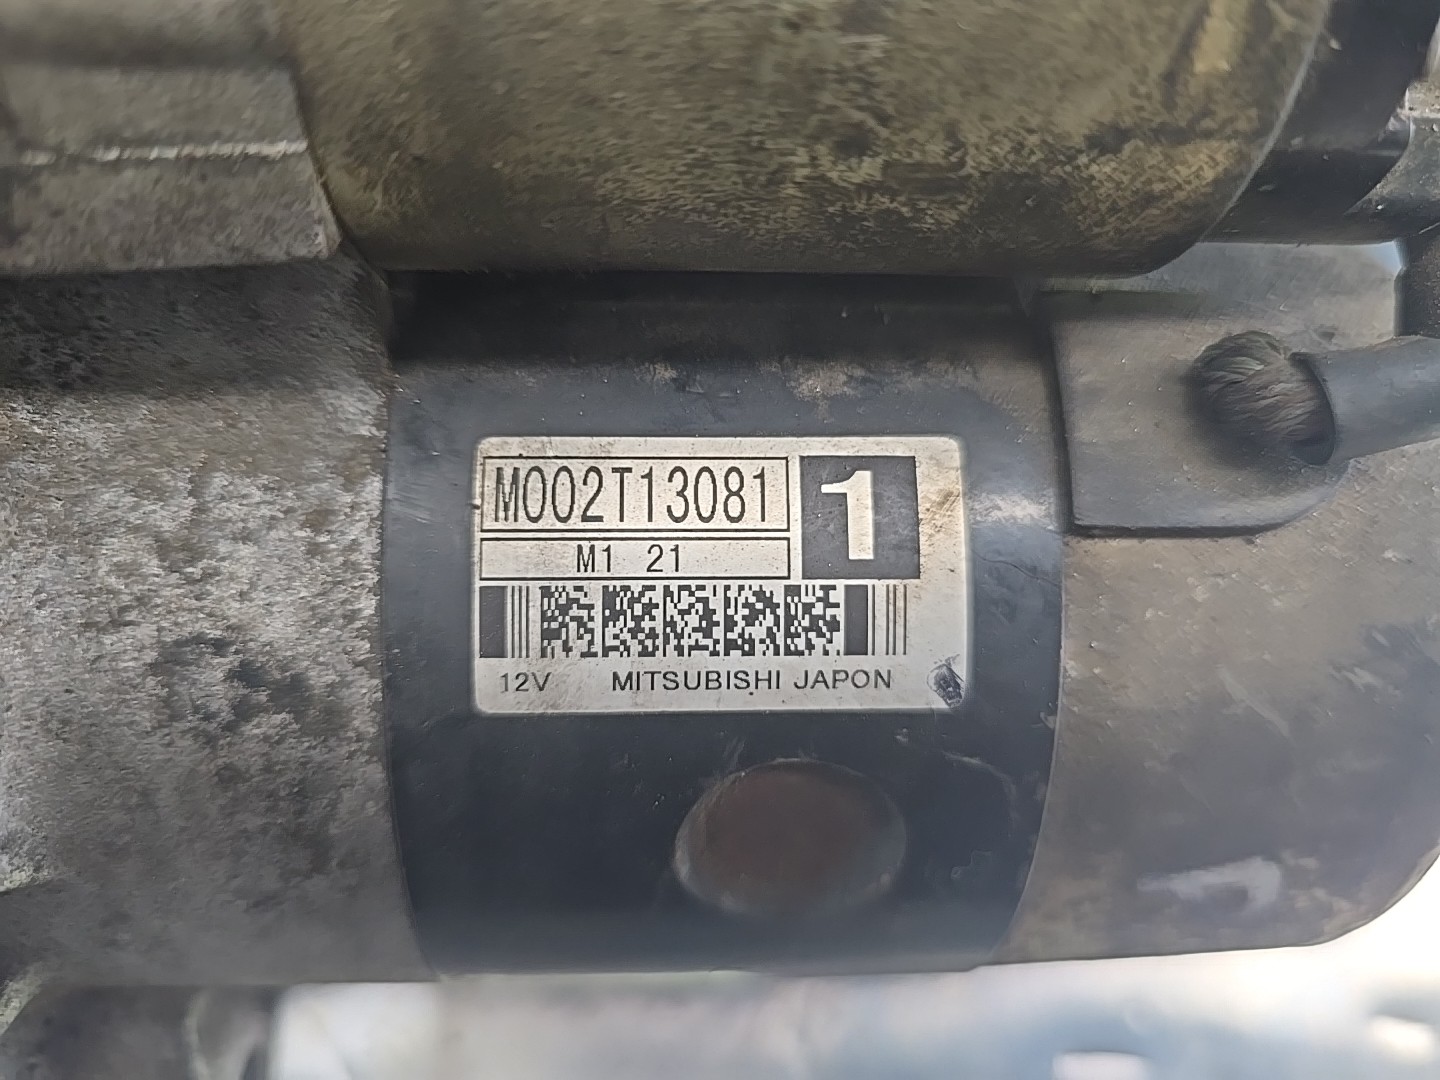 M002T13081
1
M1 21
12V MITSUBISHI JAPON